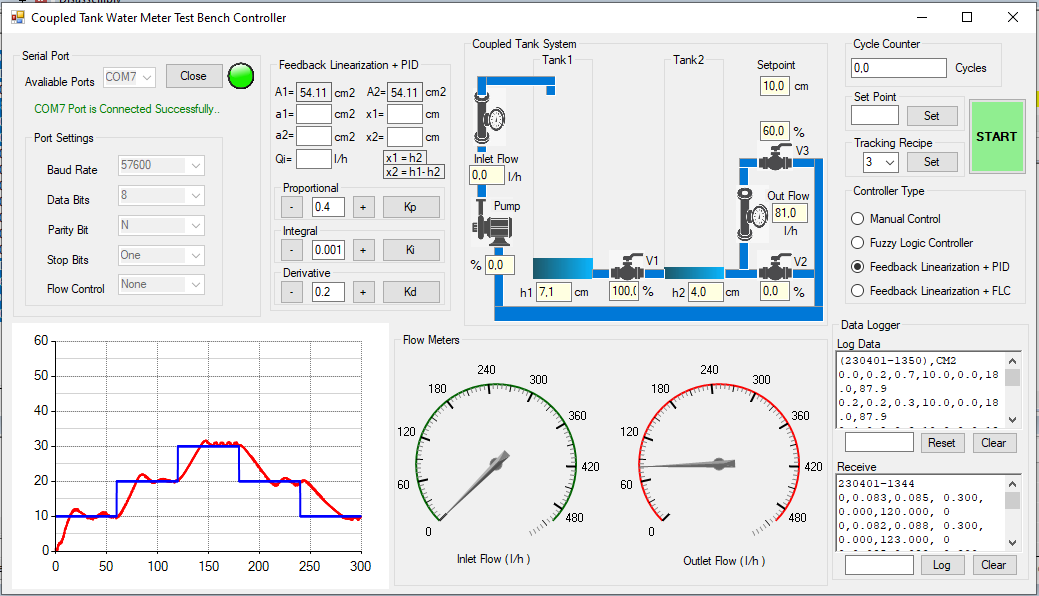 Coupled Tank Water Meter Test Bench Controller
Serial Port
Avaliable Ports COM7 Close
COM7 Port is Connected Successfully..
Port Settings
Baud Rate 57600
Data Bits 8
Parity Bit N
Stop Bits One
Flow Control None
Feedback Linearization + PID
A1= 54.11 cm2 A2= 54.11 cm2
a1= cm2 x1= cm
a2= cm2 x2= cm
Qi= l/h x1 = h2
x2 = h1- h2
Proportional
- 0.4 + Kp
Integral
- 0.001 + Ki
Derivative
- 0.2 + Kd
Coupled Tank System
Tank1 Tank2
Setpoint
10,0 cm
60,0 %
V3
Inlet Flow
0,0 l/h
Pump
% 0,0
Out Flow
81,0
l/h
V1 V2
h1 7,1 cm 100,( % h2 4,0 cm 0,0 %
Cycle Counter
0,0 Cycles
Set Point
Set
Tracking Recipe
3 Set
START
Controller Type
Manual Control
Fuzzy Logic Controller
Feedback Linearization + PID
Feedback Linearization + FLC
60
50
40
30
20
10
0
0 50 100 150 200 250 300
Flow Meters
0 60 120 180 240 300 360 420 480
Inlet Flow ( l/h )
0 60 120 180 240 300 360 420 480
Outlet Flow ( l/h )
Data Logger
Log Data
(230401-1350),CM2
0.0,0.2,0.7,10.0,0.0,18
.0,87.9
0.2,0.2,0.3,10.0,0.0,18
.0,87.9
Reset Clear
Receive
230401-1344
0,0.083,0.085, 0.300,
0.000,120.000, 0
0,0.082,0.088, 0.300,
0.000,123.000, 0
Log Clear